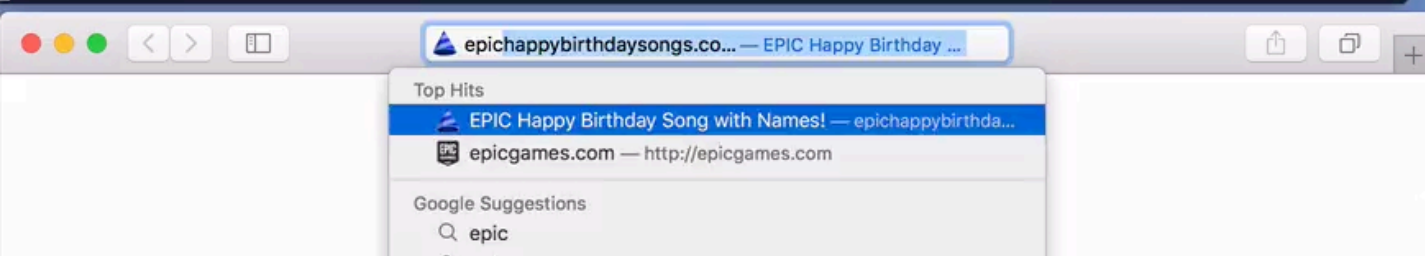 epichappybirthdaysongs.co... — EPIC Happy Birthday ...
Top Hits
EPIC Happy Birthday Song with Names! — epichappybirthda...
EPIC
epicgames.com — http://epicgames.com
Google Suggestions
epic